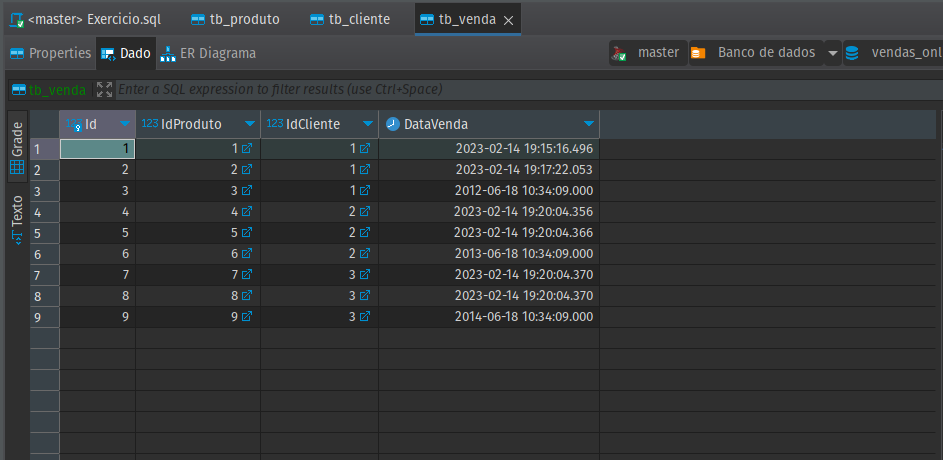 <master> Exercicio.sql tb_produto tb_cliente tb_venda
Properties Dado ER Diagrama master Banco de dados vendas_onl
tb_venda Enter a SQL expression to filter results (use Ctrl+Space)
Grade
Texto
123 Id 123 IdProduto 123 IdCliente DataVenda
1 1 1 1 2023-02-14 19:15:16.496
2 2 2 1 2023-02-14 19:17:22.053
3 3 3 1 2012-06-18 10:34:09.000
4 4 4 2 2023-02-14 19:20:04.356
5 5 5 2 2023-02-14 19:20:04.366
6 6 6 2 2013-06-18 10:34:09.000
7 7 7 3 2023-02-14 19:20:04.370
8 8 8 3 2023-02-14 19:20:04.370
9 9 9 3 2014-06-18 10:34:09.000